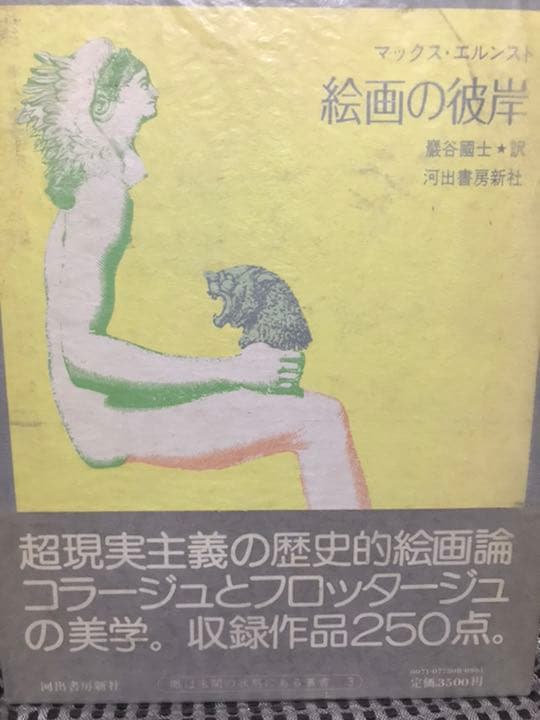 マックス・エルンスト
絵画の彼岸
巖谷國士★訳
河出書房新社
超現実主義の歴史的絵画論
コラージュとフロッタージュ
の美学。収録作品250点。
河出書房新社
定価3500円